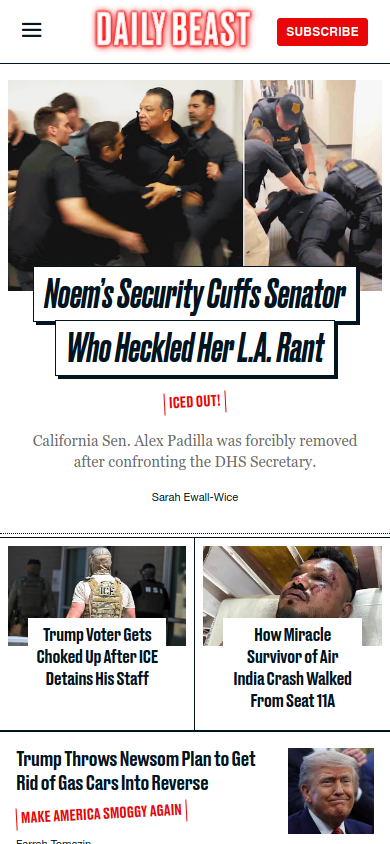 DAILY BEAST
SUBSCRIBE
Noem's Security Cuffs Senator
Who Heckled Her L.A. Rant
ICED OUT!
California Sen. Alex Padilla was forcibly removed
after confronting the DHS Secretary.
Sarah Ewall-Wice
ICE
Trump Voter Gets
Choked Up After ICE
Detains His Staff
How Miracle
Survivor of Air
India Crash Walked
From Seat 11A
Trump Throws Newsom Plan to Get
Rid of Gas Cars Into Reverse
MAKE AMERICA SMOGGY AGAIN
Farrah Tomazin